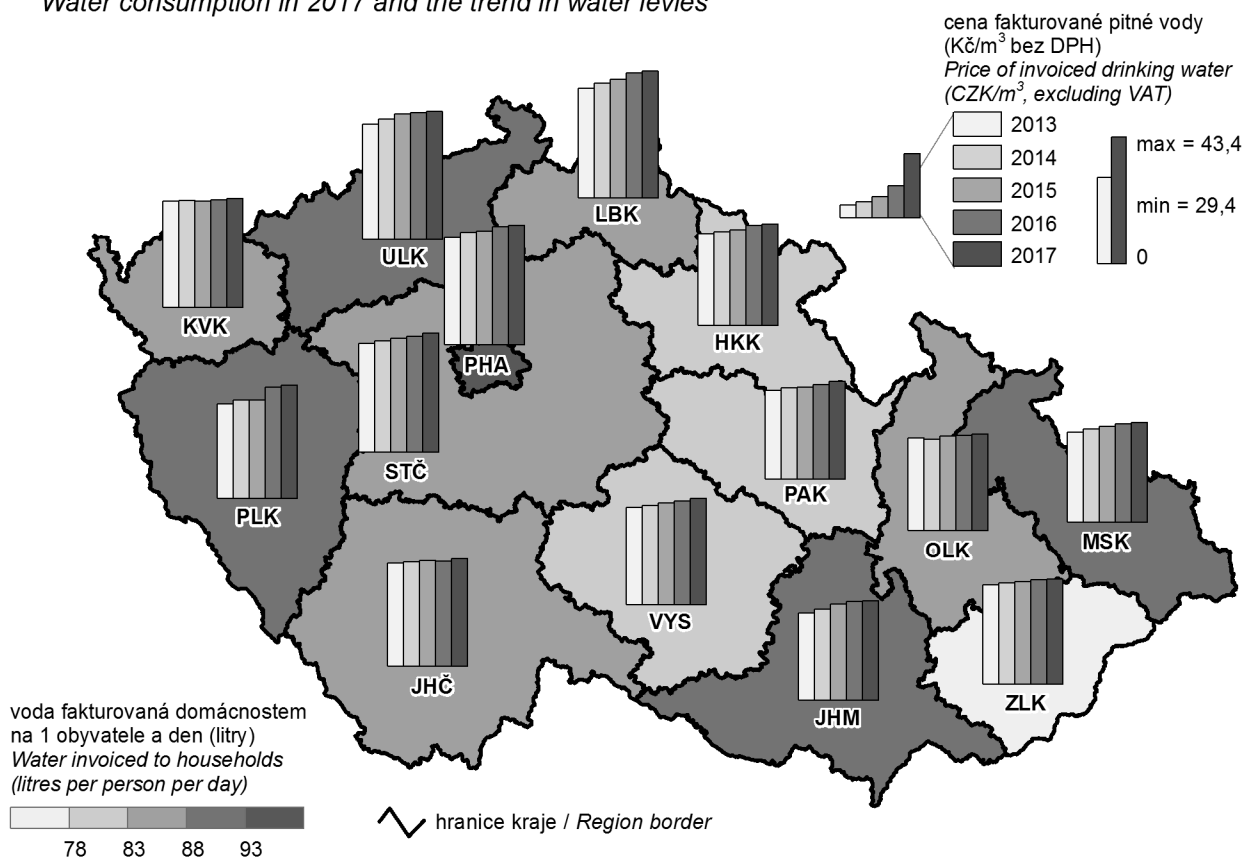 Water consumption in 2017 and the trend in water levies
cena fakturované pitné vody
(Kč/m³ bez DPH)
Price of invoiced drinking water
(CZK/m³, excluding VAT)
2013
2014
2015
2016
2017
max = 43,4
min = 29,4
0
LBK
ULK
KVK
HKK
PHA
STČ
PAK
PLK
OLK
MSK
VYS
JHČ
ZLK
JHM
voda fakturovaná domácnostem
na 1 obyvatele a den (litry)
Water invoiced to households
(litres per person per day)
78 83 88 93
hranice kraje / Region border